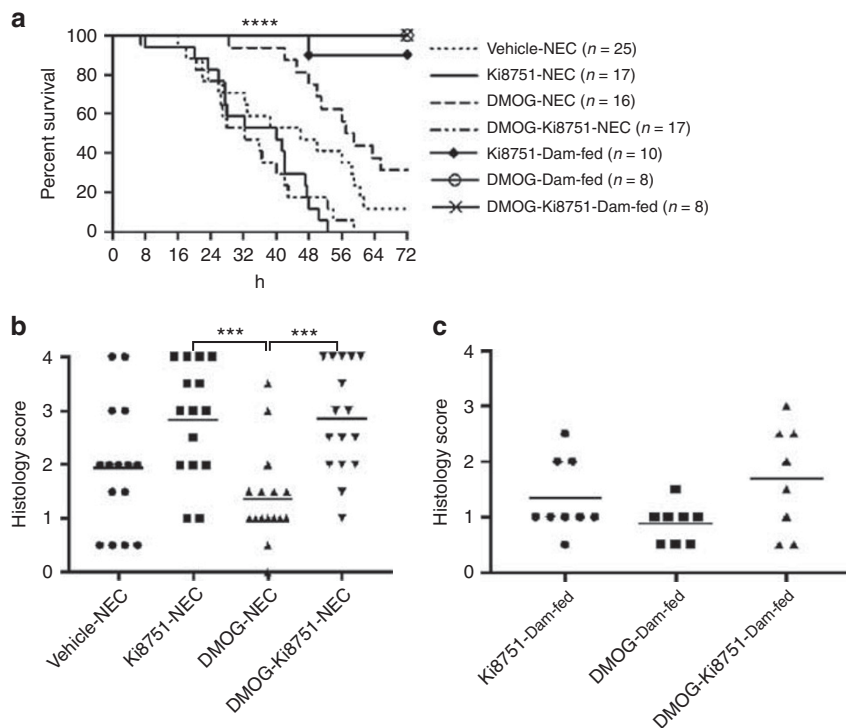 a
****
100
80
60
40
20
0
Percent survival
0 8 16 24 32 40 48 56 64 72
h
Vehicle-NEC (n = 25)
Ki8751-NEC (n = 17)
DMOG-NEC (n = 16)
DMOG-Ki8751-NEC (n = 17)
Ki8751-Dam-fed (n = 10)
DMOG-Dam-fed (n = 8)
DMOG-Ki8751-Dam-fed (n = 8)
b
*** ***
4
3
2
1
0
Histology score
Vehicle-NEC
Ki8751-NEC
DMOG-NEC
DMOG-Ki8751-NEC
c
4
3
2
1
0
Histology score
Ki8751-Dam-fed
DMOG-Dam-fed
DMOG-Ki8751-Dam-fed